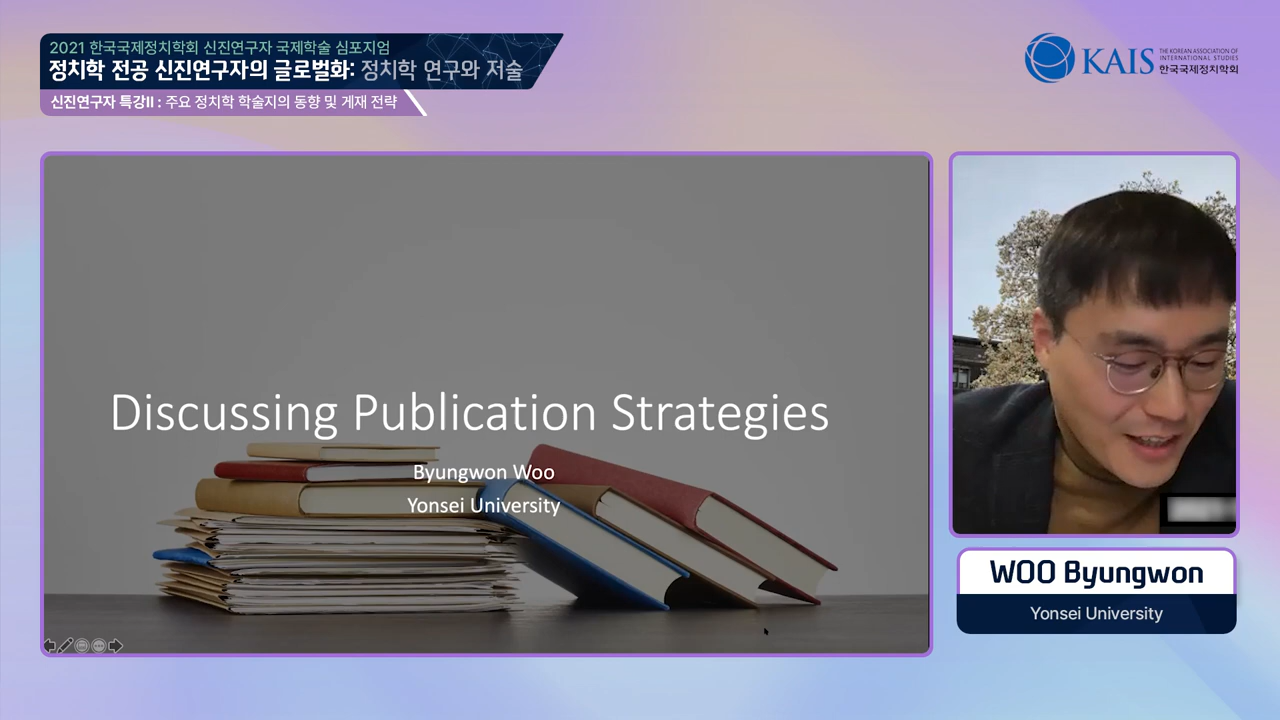 2021 한국국제정치학회 신진연구자 국제학술 심포지엄
정치학 전공 신진연구자의 글로벌화: 정치학 연구와 저술
신진연구자 특강II : 주요 정치학 학술지의 동향 및 게재 전략
KAIS
THE KOREAN ASSOCIATION OF
INTERNATIONAL STUDIES
한국국제정치학회
Discussing Publication Strategies
Byungwon Woo
Yonsei University
WOO Byungwon
Yonsei University